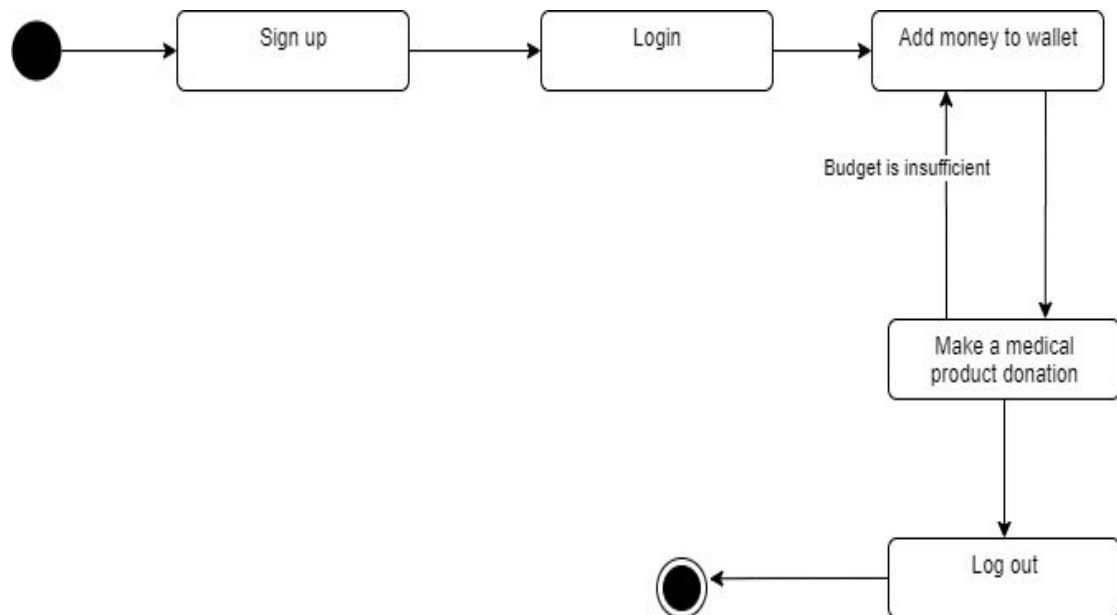 Sign up
Login
Add money to wallet
Budget is insufficient
Make a medical
product donation
Log out